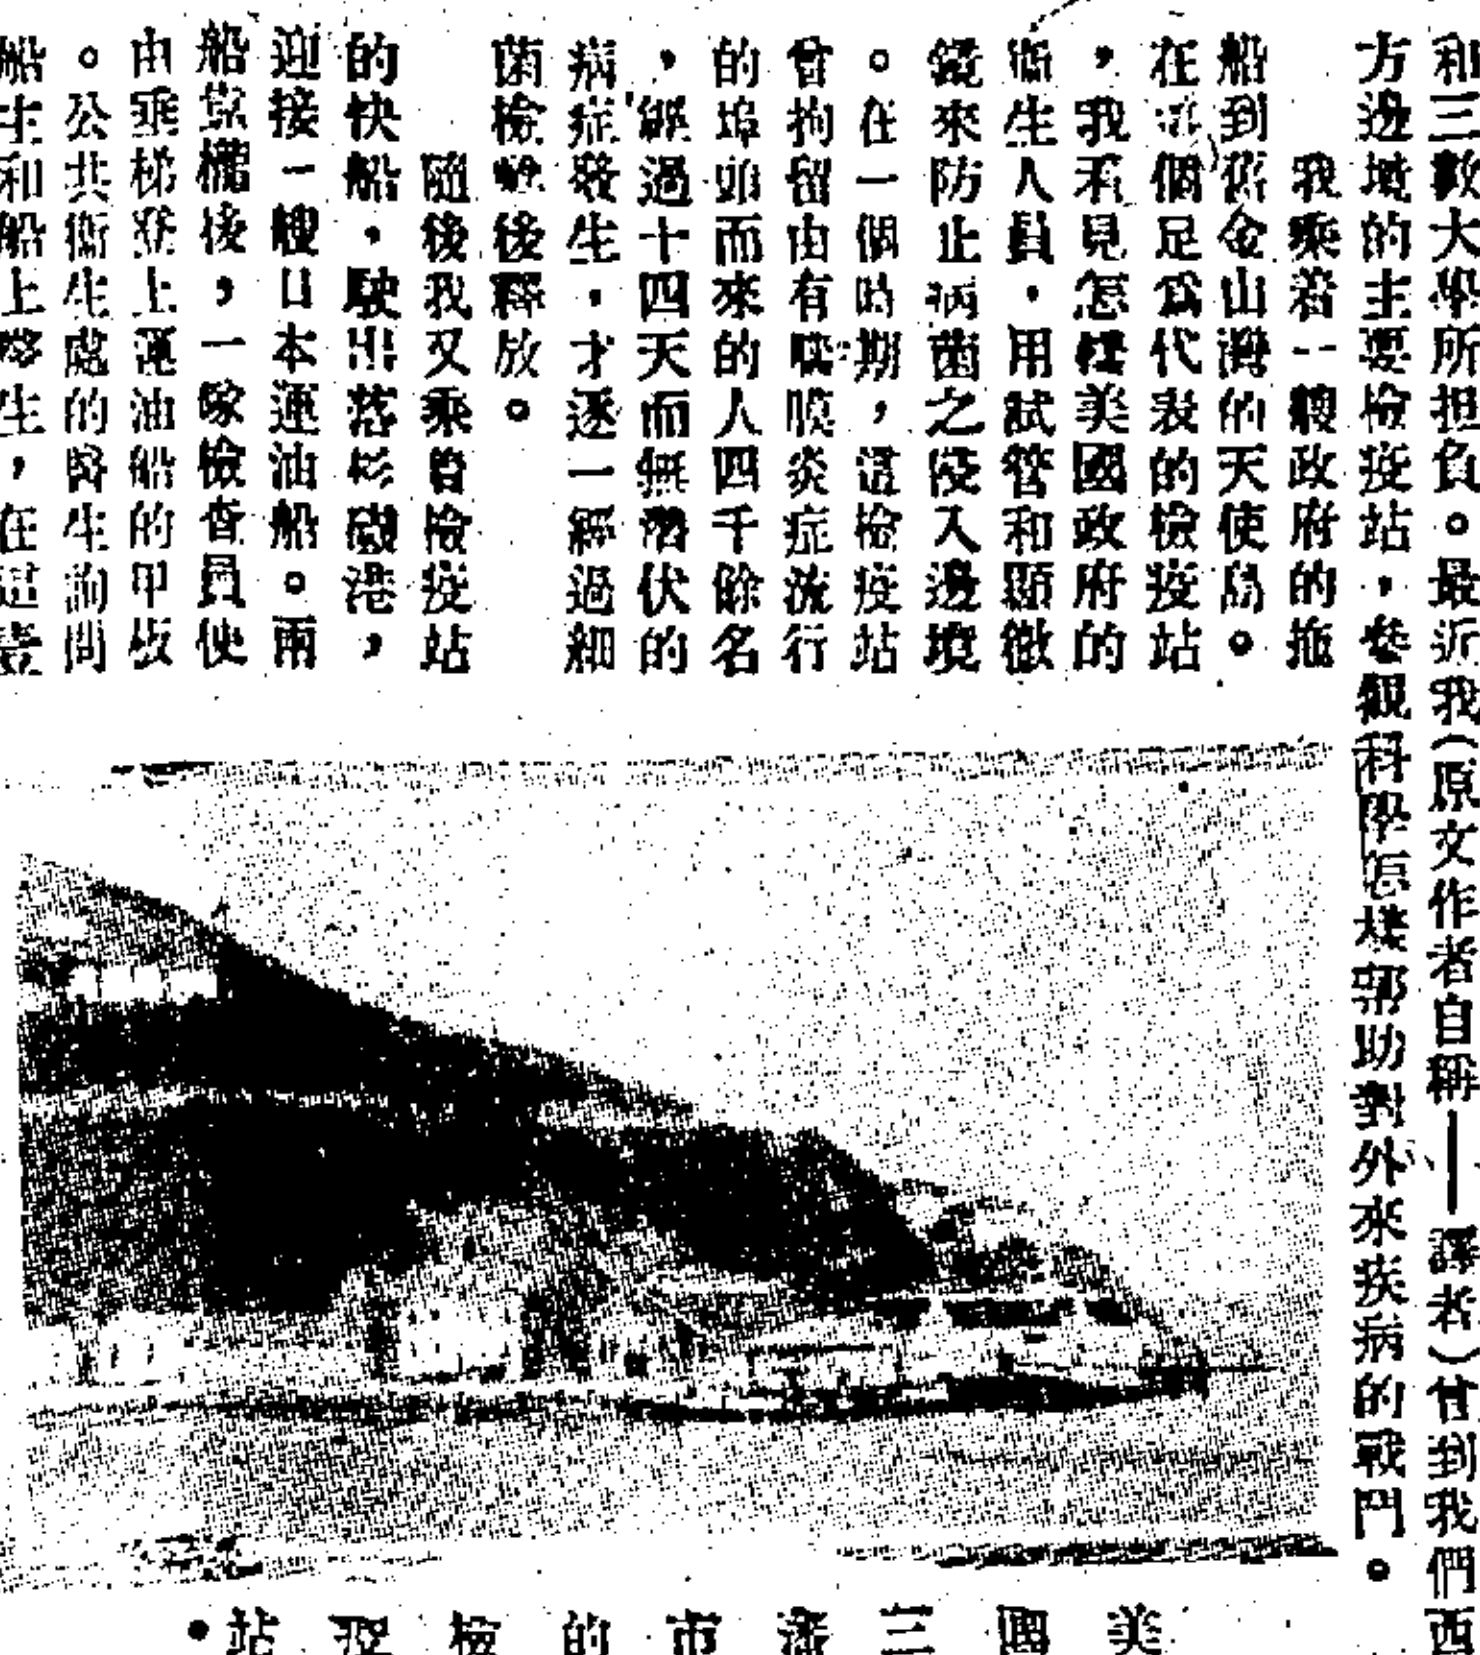 和三數大學所担負。最近我(原文作者自稱——譯者)曾到我們西
方邊域的主要檢疫站，參觀科學怎樣帮助對外來疾病的戰鬥。
我乘着一艘政府的拖
船到舊金山灣的天使島。
在這個足爲代表的檢疫站
，我看見怎樣美國政府的
衞生人員，用試管和顯微
鏡來防止病菌之侵入邊境
。在一個時期，這檢疫站
曾拘留由有腦膜炎症流行
的埠頭而來的人四千餘名
，經過十四天而無潛伏的
病症發生，才逐一經過細
菌檢驗後釋放。
隨後我又乘着檢疫站
的快船，駛出落杉磯港，
迎接一艘日本運油船。兩
船靠攏後，一隊檢查員便
由垂梯登上運油船的甲板
。公共衞生處的醫生詢問
船主和船上醫生，在這壹
美國三藩市的檢疫站。